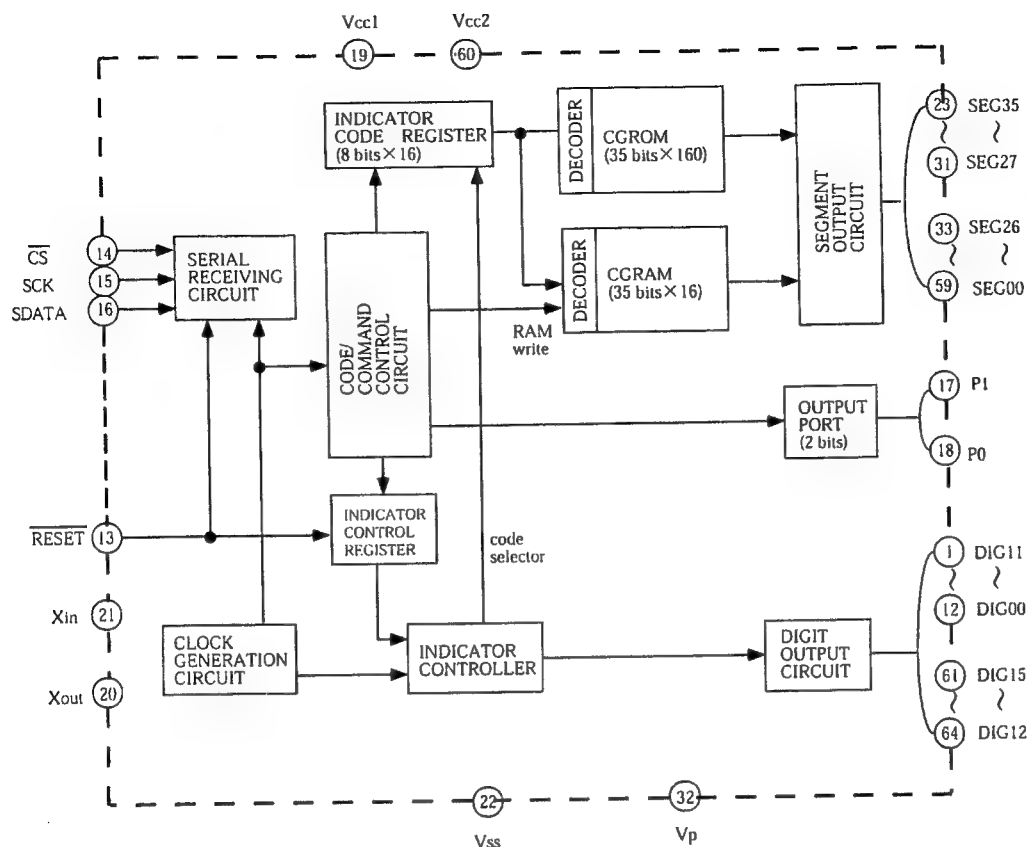 Vcc1
Vcc2
19
60
INDICATOR
CODE REGISTER
(8 bits×16)
DECODER
CGROM
(35 bits×160)
SEGMENT
OUTPUT
CIRCUIT
23
SEG35
~
~
31
SEG27
33
SEG26
~
~
59
SEG00
C̅S̅
14
SCK
15
SDATA
16
SERIAL
RECEIVING
CIRCUIT
CODE/
COMMAND
CONTROL
CIRCUIT
DECODER
CGRAM
(35 bits×16)
RAM
write
OUTPUT
PORT
(2 bits)
17
P1
18
P0
R̅E̅S̅E̅T̅
13
INDICATOR
CONTROL
REGISTER
code
selector
1
DIG11
~
~
12
DIG00
61
DIG15
~
~
64
DIG12
Xin
21
Xout
20
CLOCK
GENERATION
CIRCUIT
INDICATOR
CONTROLLER
DIGIT
OUTPUT
CIRCUIT
22
32
Vss
Vp